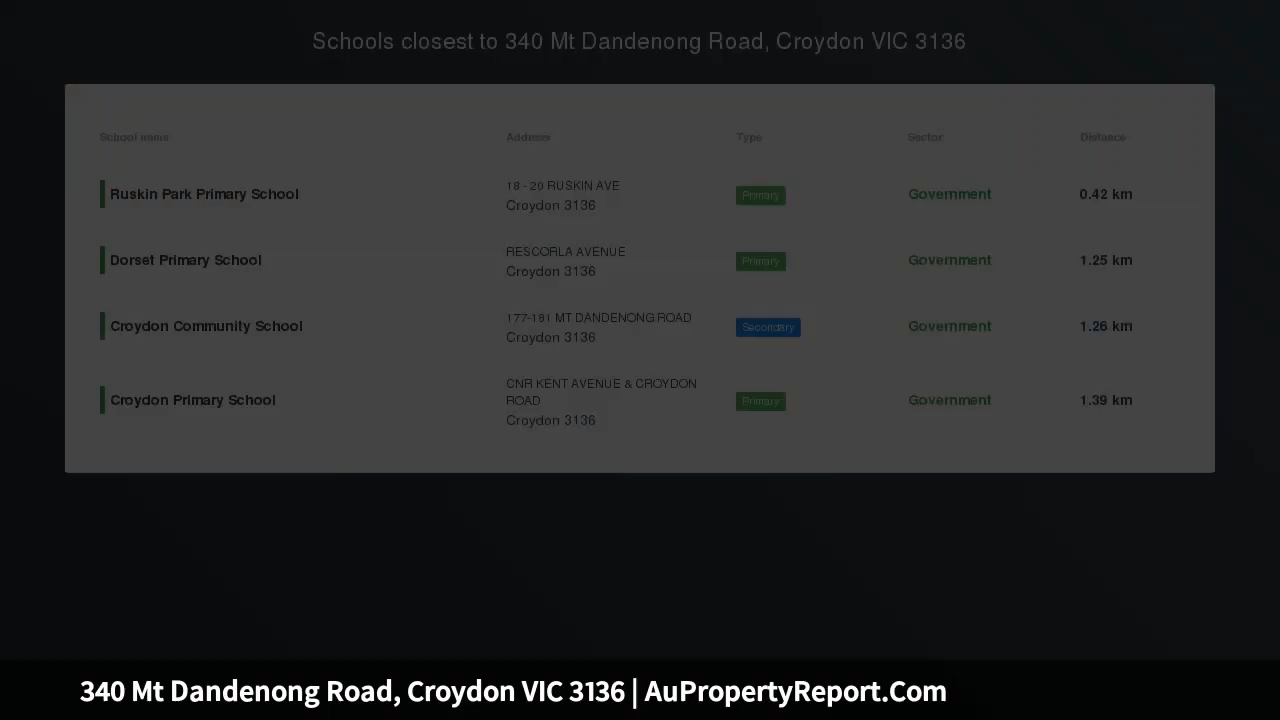 Schools closest to 340 Mt Dandenong Road, Croydon VIC 3136
School name Address Type Sector Distance
Ruskin Park Primary School 18 - 20 RUSKIN AVE Primary Government 0.42 km
Croydon 3136
Dorset Primary School RESCORLA AVENUE Primary Government 1.25 km
Croydon 3136
Croydon Community School 177-191 MT DANDENONG ROAD Secondary Government 1.26 km
Croydon 3136
Croydon Primary School CNR KENT AVENUE & CROYDON Primary Government 1.39 km
ROAD
Croydon 3136
340 Mt Dandenong Road, Croydon VIC 3136 | AuPropertyReport.Com